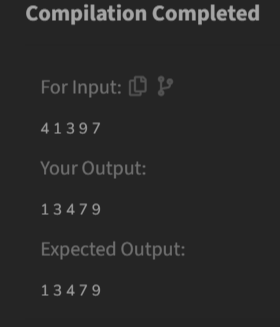 Compilation Completed
For Input:
4 1 3 9 7
Your Output:
1 3 4 7 9
Expected Output:
1 3 4 7 9